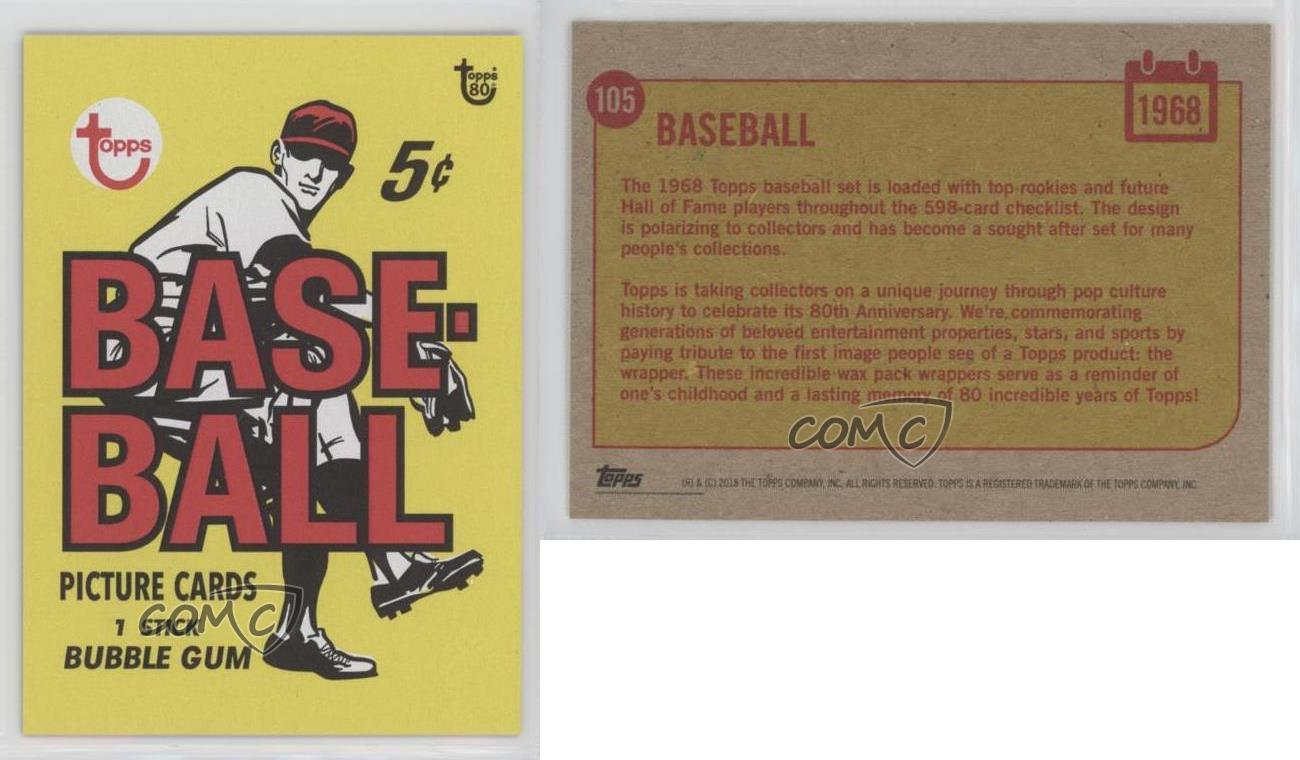 topps
topps
80
5¢
BASE-
BALL
PICTURE CARDS
1 STICK
BUBBLE GUM
COMC
105
BASEBALL
1968
The 1968 Topps baseball set is loaded with top rookies and future
Hall of Fame players throughout the 598-card checklist. The design
is polarizing to collectors and has become a sought after set for many
people's collections.
Topps is taking collectors on a unique journey through pop culture
history to celebrate its 80th Anniversary. We're commemorating
generations of beloved entertainment properties, stars, and sports by
paying tribute to the first image people see of a Topps product: the
wrapper. These incredible wax pack wrappers serve as a reminder of
one's childhood and a lasting memory of 80 incredible years of Topps!
COMC
topps
(R) & (C) 2018 THE TOPPS COMPANY, INC. ALL RIGHTS RESERVED. TOPPS IS A REGISTERED TRADEMARK OF THE TOPPS COMPANY, INC.